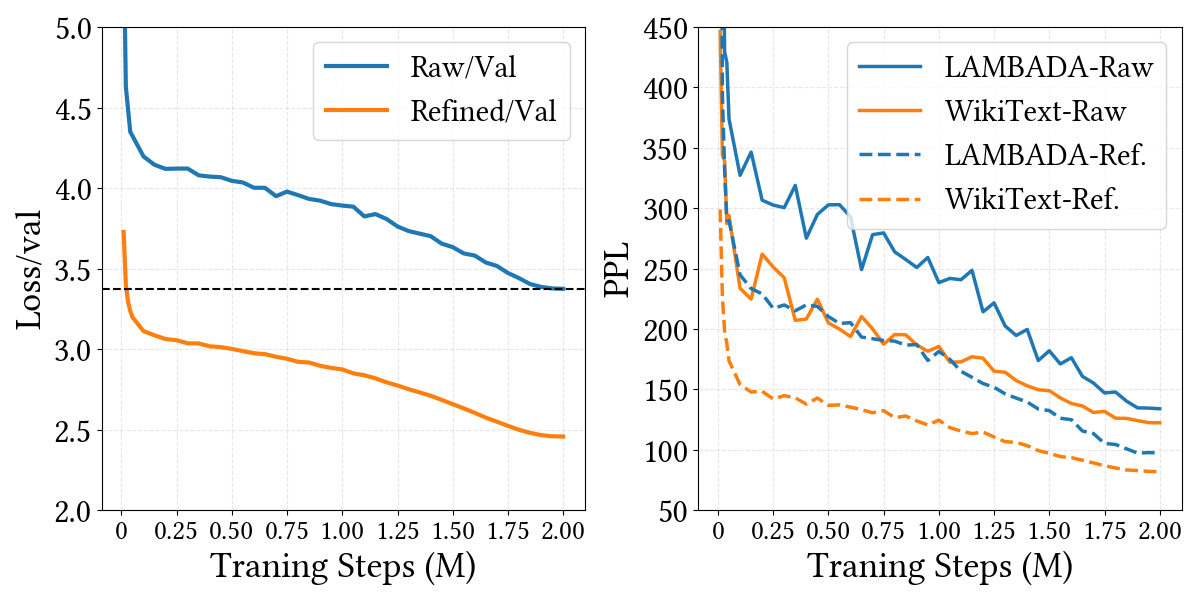 5.0
4.5
4.0
3.5
3.0
2.5
2.0
Loss/val
Raw/Val
Refined/Val
0 0.25 0.50 0.75 1.00 1.25 1.50 1.75 2.00
Traning Steps (M)
450
400
350
300
250
200
150
100
50
PPL
LAMBADA-Raw
WikiText-Raw
LAMBADA-Ref.
WikiText-Ref.
0 0.25 0.50 0.75 1.00 1.25 1.50 1.75 2.00
Traning Steps (M)